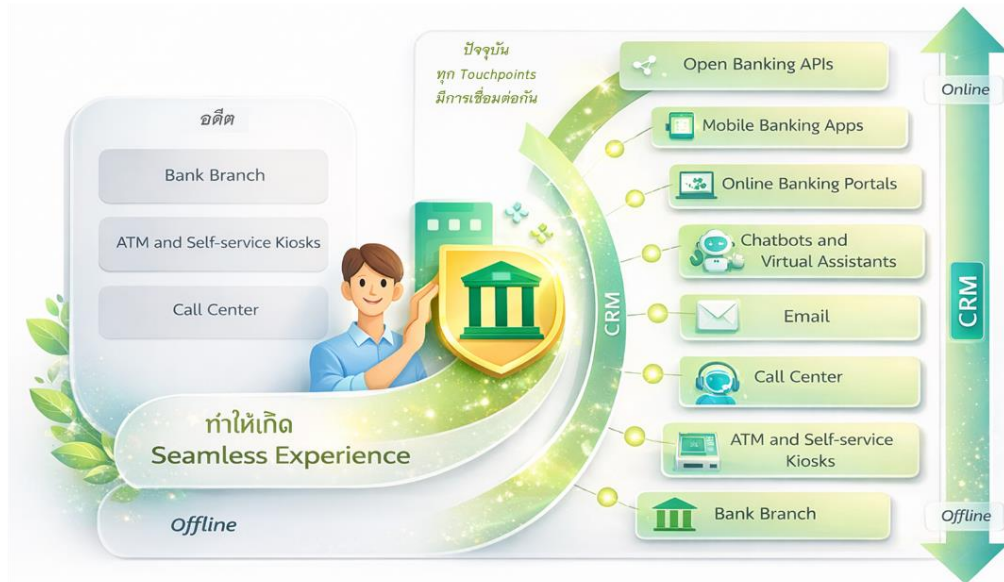 อดีต
Bank Branch
ATM and Self-service Kiosks
Call Center
ทำให้เกิด
Seamless Experience
Offline
ปัจจุบัน
ทุก Touchpoints
มีการเชื่อมต่อกัน
CRM
Open Banking APIs
Mobile Banking Apps
Online Banking Portals
Chatbots and
Virtual Assistants
Email
Call Center
ATM and Self-service
Kiosks
Bank Branch
Online
CRM
Offline